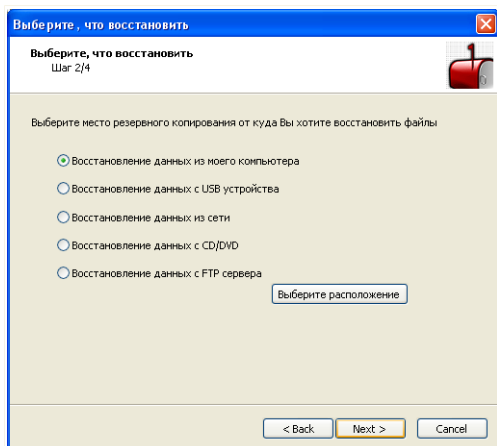 Выберите , что восстановить
Выберите, что восстановить
Шаг 2/4
Выберите место резервного копирования от куда Вы хотите восстановить файлы
Восстановление данных из моего компьютера
Восстановление данных с USB устройства
Восстановление данных из сети
Восстановление данных с CD/DVD
Восстановление данных с FTP сервера
Выберите расположение
< Back Next > Cancel